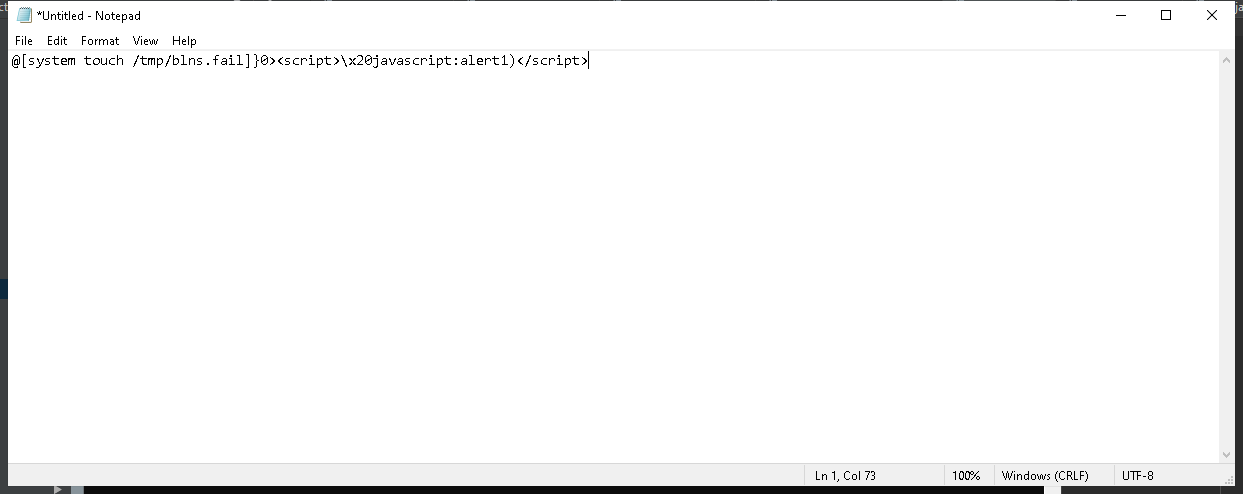 *Untitled - Notepad
File Edit Format View Help
@[system touch /tmp/blns.fail]}0><script>\x20javascript:alert1)</script>
Ln 1, Col 73 100% Windows (CRLF) UTF-8